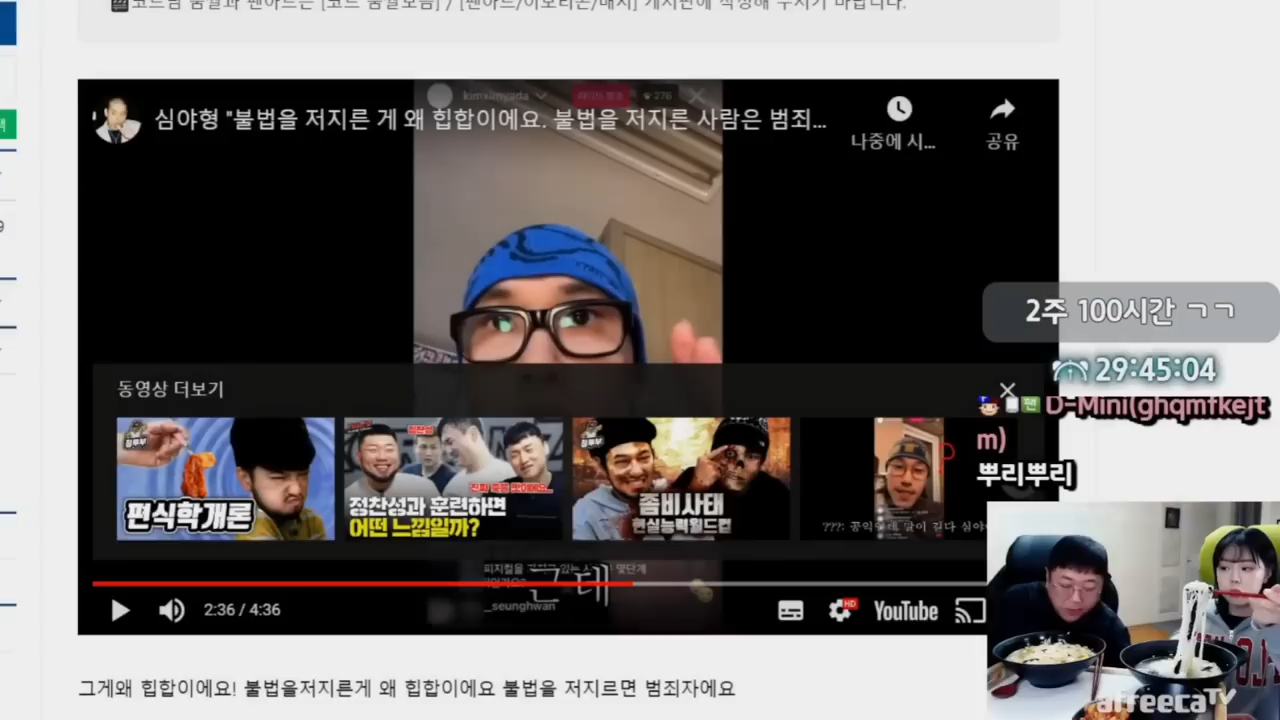 심야형 "불법을 저지른 게 왜 힙합이에요. 불법을 저지른 사람은 범죄...
나중에 시...
공유
2주 100시간 ㄱㄱ
29:45:04
D-Mini(ghqmfkejt
m)
뿌리뿌리
동영상 더보기
편식학개론
정찬성과 훈련하면
어떤 느낌일까?
좀비사태
현실능력월드컵
근데
_seunghwan
2:36 / 4:36
HD
YouTube
그게왜 힙합이에요! 불법을저지른게 왜 힙합이에요 불법을 저지르면 범죄자에요
afreecaTV